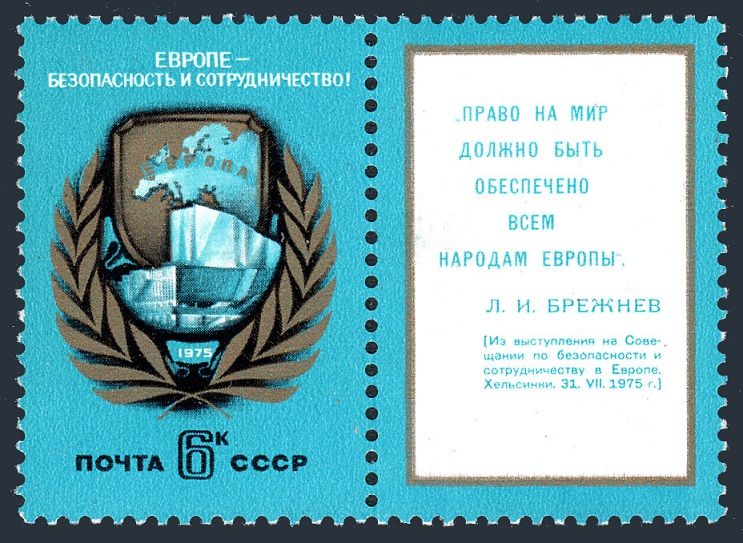 ЕВРОПЕ —
БЕЗОПАСНОСТЬ И СОТРУДНИЧЕСТВО!
ЕВРОПА
1975
ПОЧТА 6К СССР
„ПРАВО НА МИР
ДОЛЖНО БЫТЬ
ОБЕСПЕЧЕНО
ВСЕМ
НАРОДАМ ЕВРОПЫ".
Л. И. БРЕЖНЕВ
(Из выступления на Сове-
щании по безопасности и
сотрудничеству в Европе.
Хельсинки. 31. VII. 1975 г.)